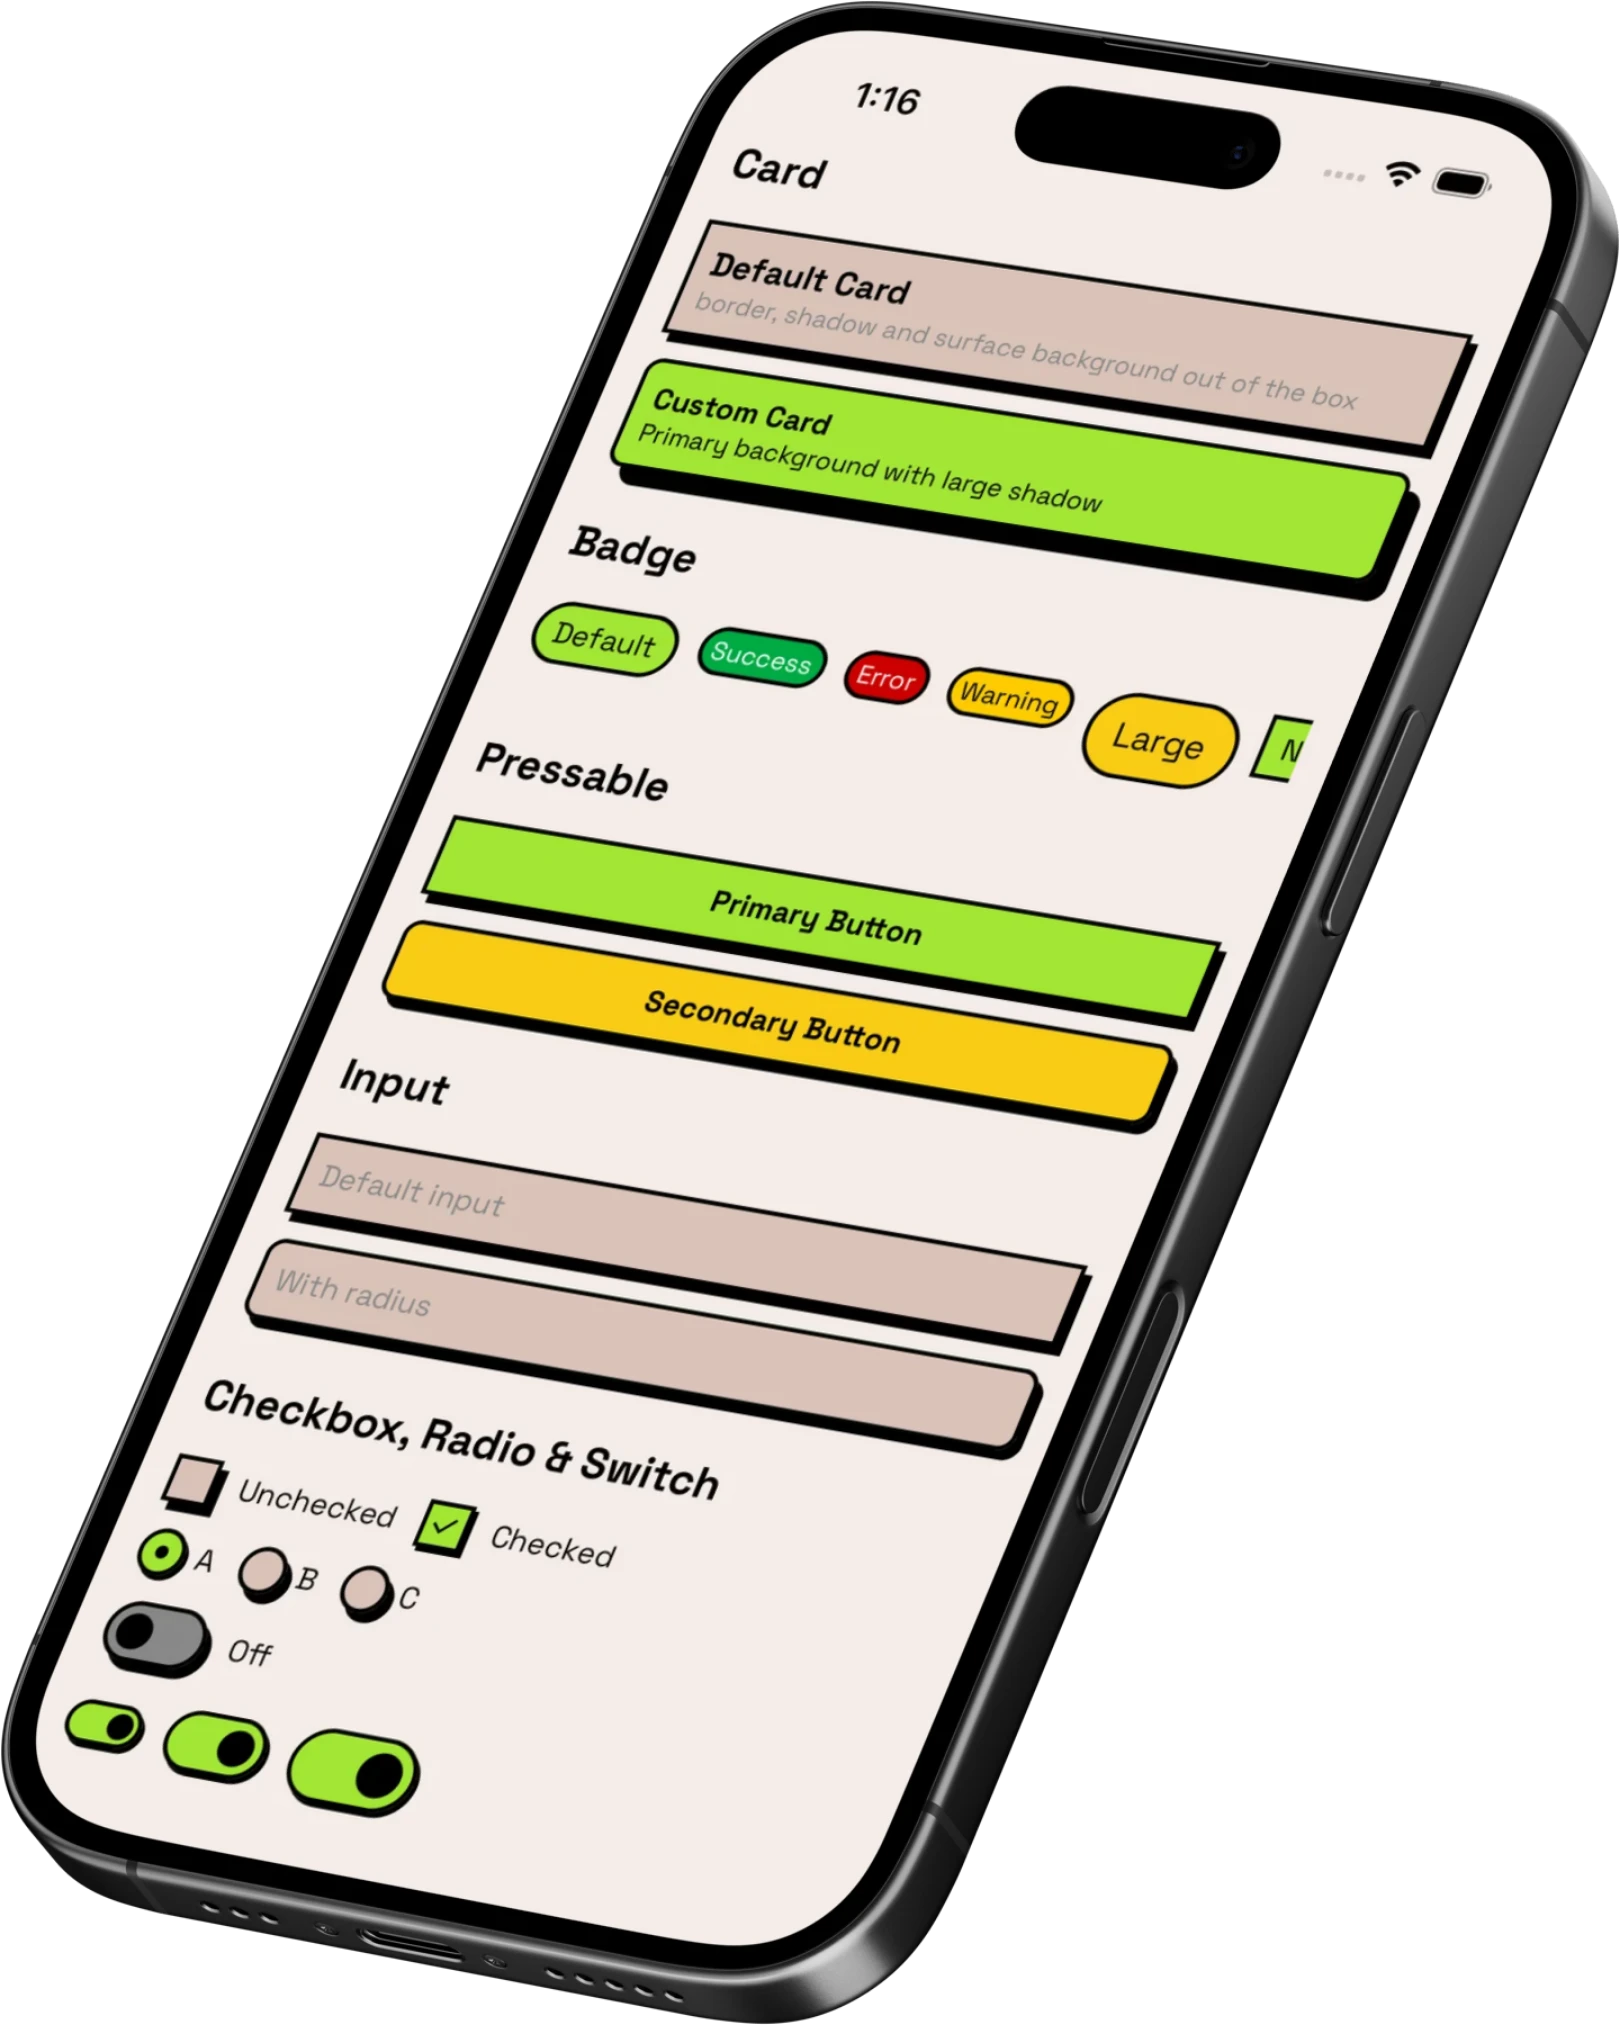 1:16
Card
Default Card
border, shadow and surface background out of the box
Custom Card
Primary background with large shadow
Badge
Default Success Error Warning Large N
Pressable
Primary Button
Secondary Button
Input
Default input
With radius
Checkbox, Radio & Switch
Unchecked Checked
A B C
Off